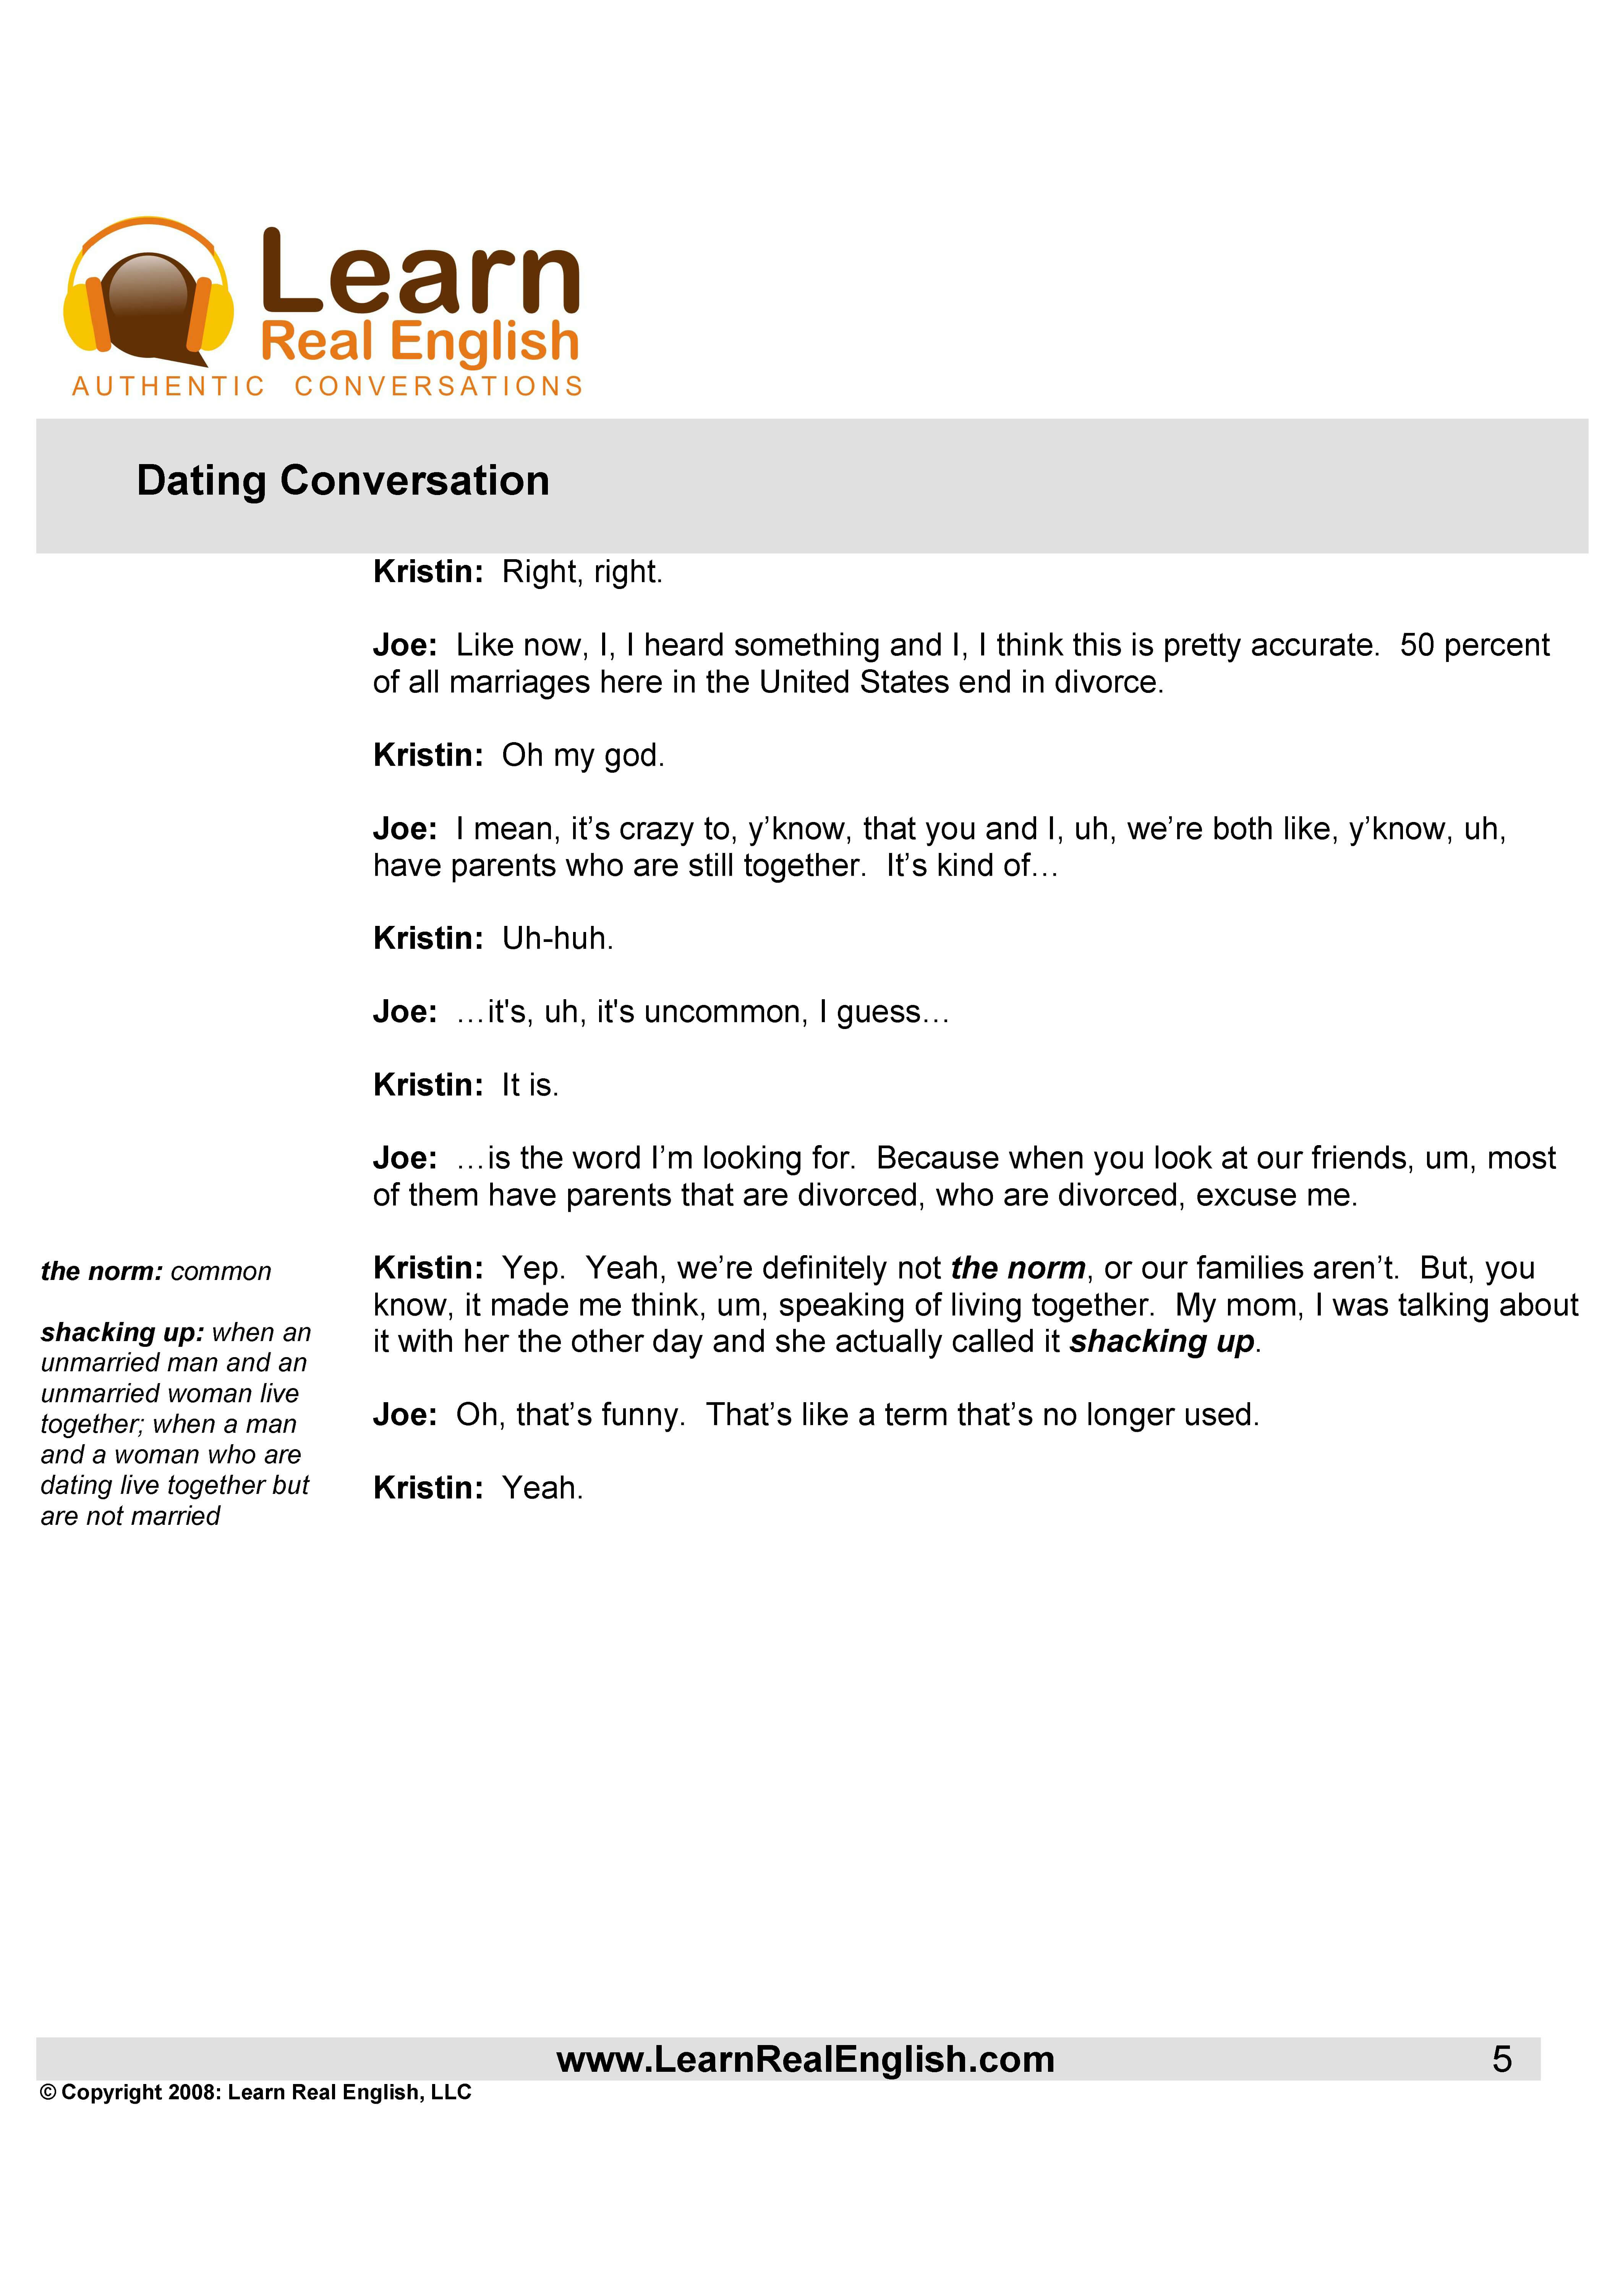 Learn
Real English
AUTHENTIC CONVERSATIONS
Dating Conversation
Kristin: Right, right.
Joe: Like now, I, I heard something and I, I think this is pretty accurate. 50 percent
of all marriages here in the United States end in divorce.
Kristin: Oh my god.
Joe: I mean, it’s crazy to, y’know, that you and I, uh, we’re both like, y’know, uh,
have parents who are still together. It’s kind of…
Kristin: Uh-huh.
Joe: …it's, uh, it's uncommon, I guess…
Kristin: It is.
Joe: …is the word I’m looking for. Because when you look at our friends, um, most
of them have parents that are divorced, who are divorced, excuse me.
the norm: common
shacking up: when an
unmarried man and an
unmarried woman live
together; when a man
and a woman who are
dating live together but
are not married
Kristin: Yep. Yeah, we’re definitely not the norm, or our families aren’t. But, you
know, it made me think, um, speaking of living together. My mom, I was talking about
it with her the other day and she actually called it shacking up.
Joe: Oh, that’s funny. That’s like a term that’s no longer used.
Kristin: Yeah.
www.LearnRealEnglish.com 5
© Copyright 2008: Learn Real English, LLC